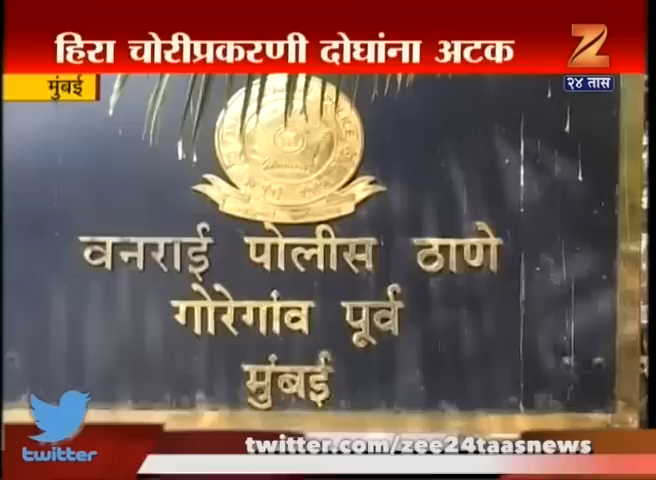 हिरा चोरीप्रकरणी दोघांना अटक
मुंबई
२४ तास
वनराई पोलीस ठाणे
गोरेगांव पूर्व
मुंबई
twitter
twitter.com/zee24taasnews